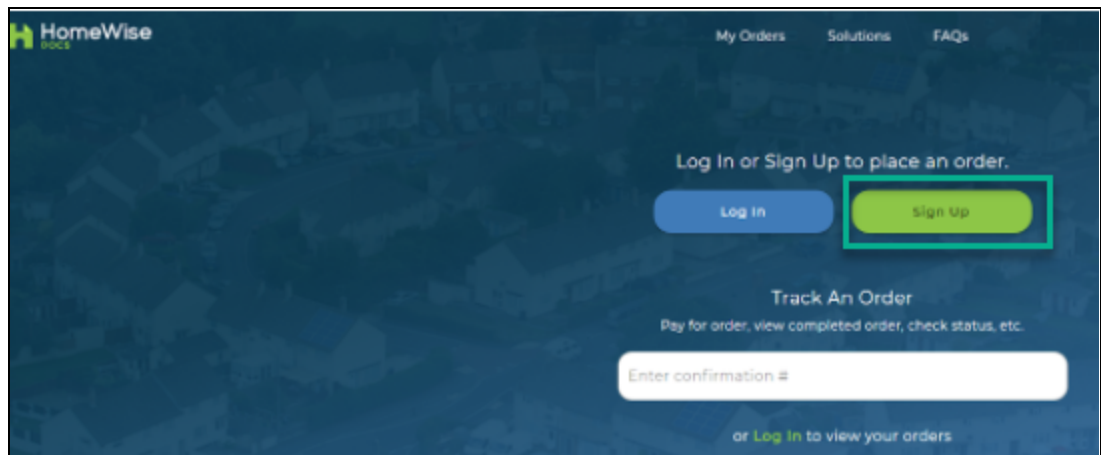 HomeWise
DOCS
My Orders Solutions FAQs
Log In or Sign Up to place an order.
Log In Sign Up
Track An Order
Pay for order, view completed order, check status, etc.
Enter confirmation #
or Log In to view your orders